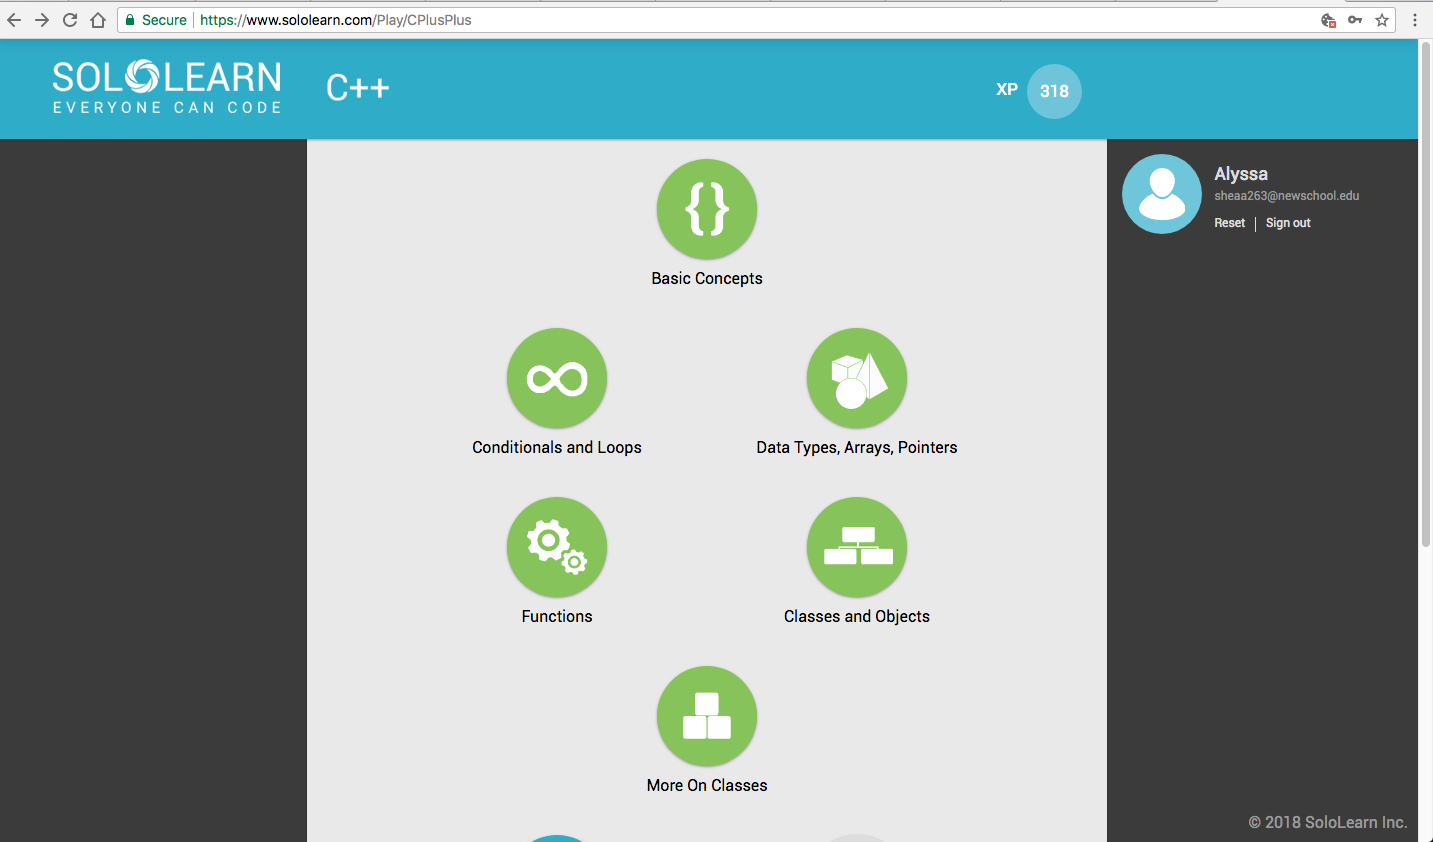 Secure https://www.sololearn.com/Play/CPlusPlus
SOLOLEARN
EVERYONE CAN CODE
C++
XP 318
Alyssa
sheaa263@newschool.edu
Reset | Sign out
{}
Basic Concepts
Conditionals and Loops
Data Types, Arrays, Pointers
Functions
Classes and Objects
More On Classes
© 2018 SoloLearn Inc.